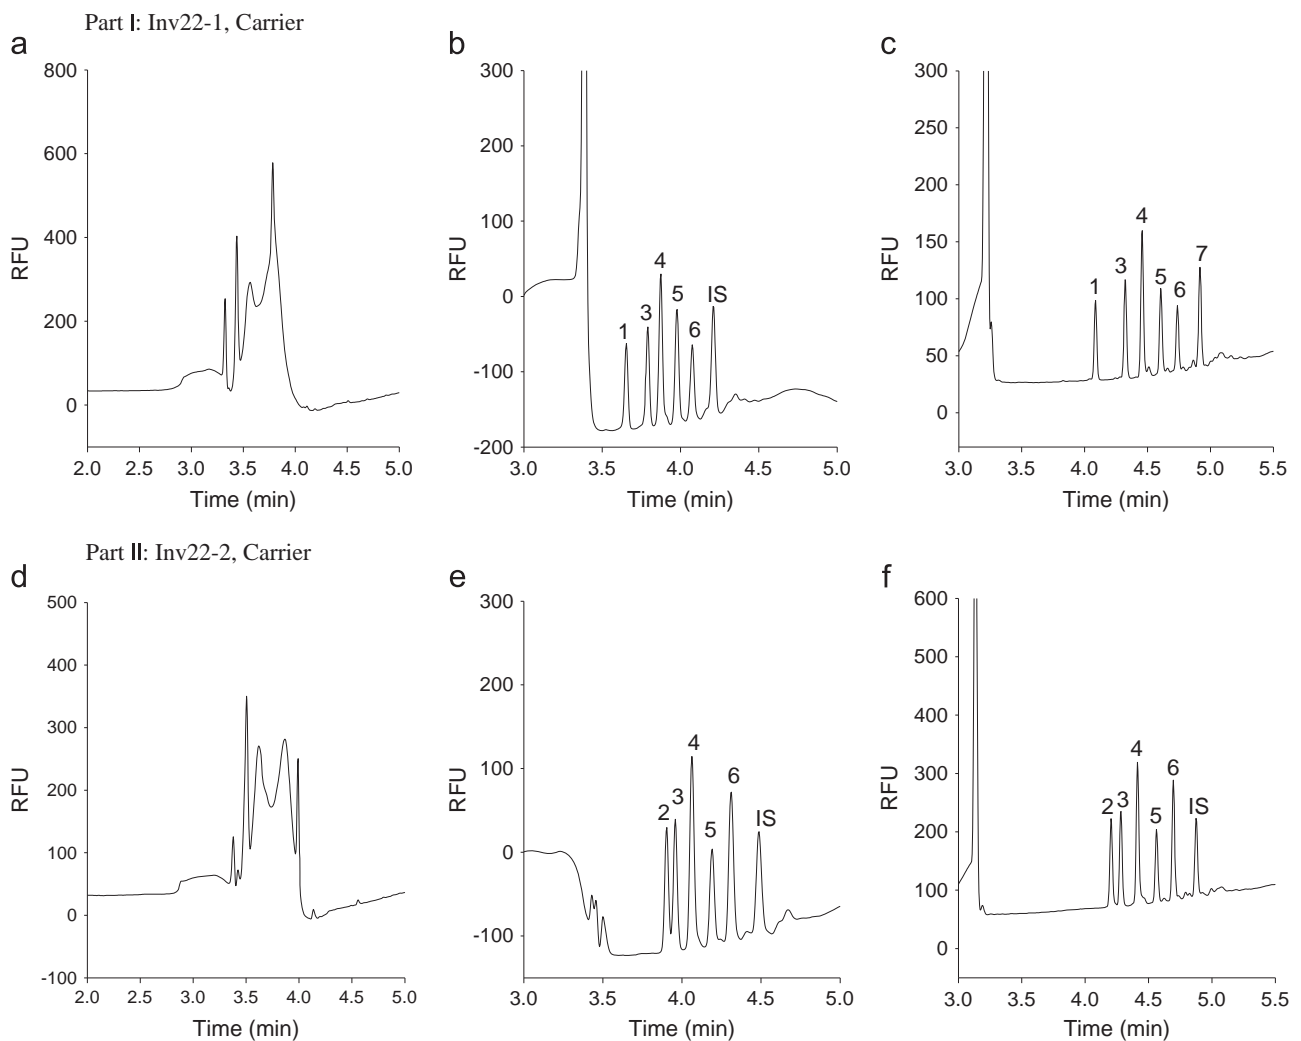 Part I: Inv22-1, Carrier
a
800
600
400
200
0
RFU
2.0 2.5 3.0 3.5 4.0 4.5 5.0
Time (min)
b
300
200
100
0
-100
-200
RFU
1 3 4 5 6 IS
3.0 3.5 4.0 4.5 5.0
Time (min)
c
300
250
200
150
100
50
0
RFU
1 3 4 5 6 7
3.0 3.5 4.0 4.5 5.0 5.5
Time (min)
Part II: Inv22-2, Carrier
d
500
400
300
200
100
0
-100
RFU
2.0 2.5 3.0 3.5 4.0 4.5 5.0
Time (min)
e
300
200
100
0
-100
RFU
2 3 4 5 6 IS
3.0 3.5 4.0 4.5 5.0
Time (min)
f
600
500
400
300
200
100
0
RFU
2 3 4 5 6 IS
3.0 3.5 4.0 4.5 5.0 5.5
Time (min)